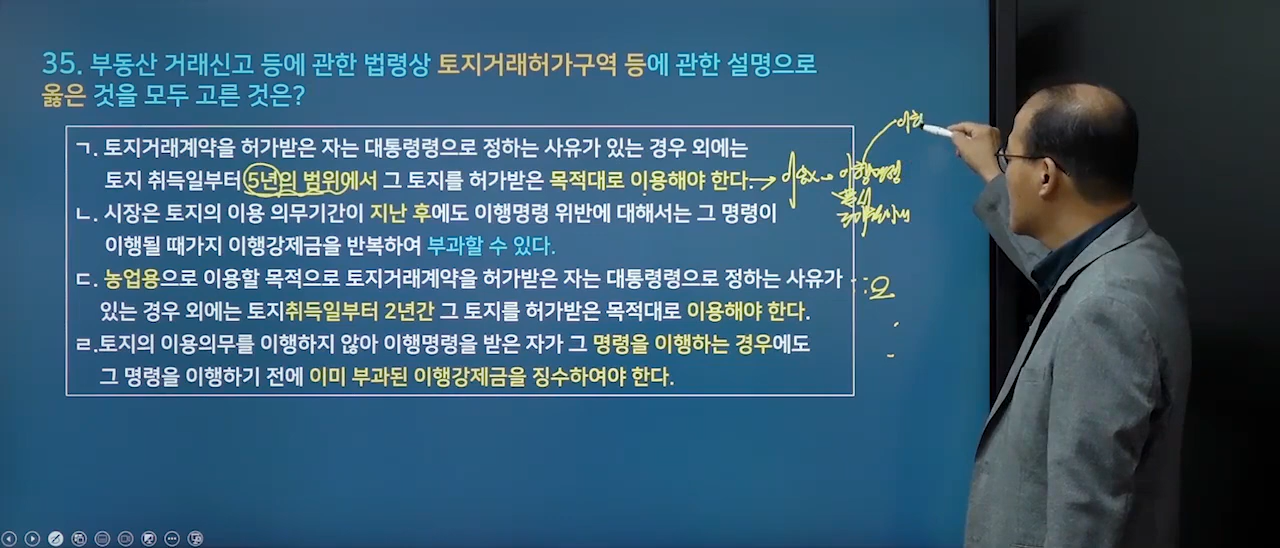 35. 부동산 거래신고 등에 관한 법령상 토지거래허가구역 등에 관한 설명으로
옳은 것을 모두 고른 것은?
ㄱ. 토지거래계약을 허가받은 자는 대통령령으로 정하는 사유가 있는 경우 외에는
토지 취득일부터 5년의 범위에서 그 토지를 허가받은 목적대로 이용해야 한다.
ㄴ. 시장은 토지의 이용 의무기간이 지난 후에도 이행명령 위반에 대해서는 그 명령이
이행될 때가지 이행강제금을 반복하여 부과할 수 있다.
ㄷ. 농업용으로 이용할 목적으로 토지거래계약을 허가받은 자는 대통령령으로 정하는 사유가
있는 경우 외에는 토지취득일부터 2년간 그 토지를 허가받은 목적대로 이용해야 한다.
ㄹ.토지의 이용의무를 이행하지 않아 이행명령을 받은 자가 그 명령을 이행하는 경우에도
그 명령을 이행하기 전에 이미 부과된 이행강제금을 징수하여야 한다.
이행명령